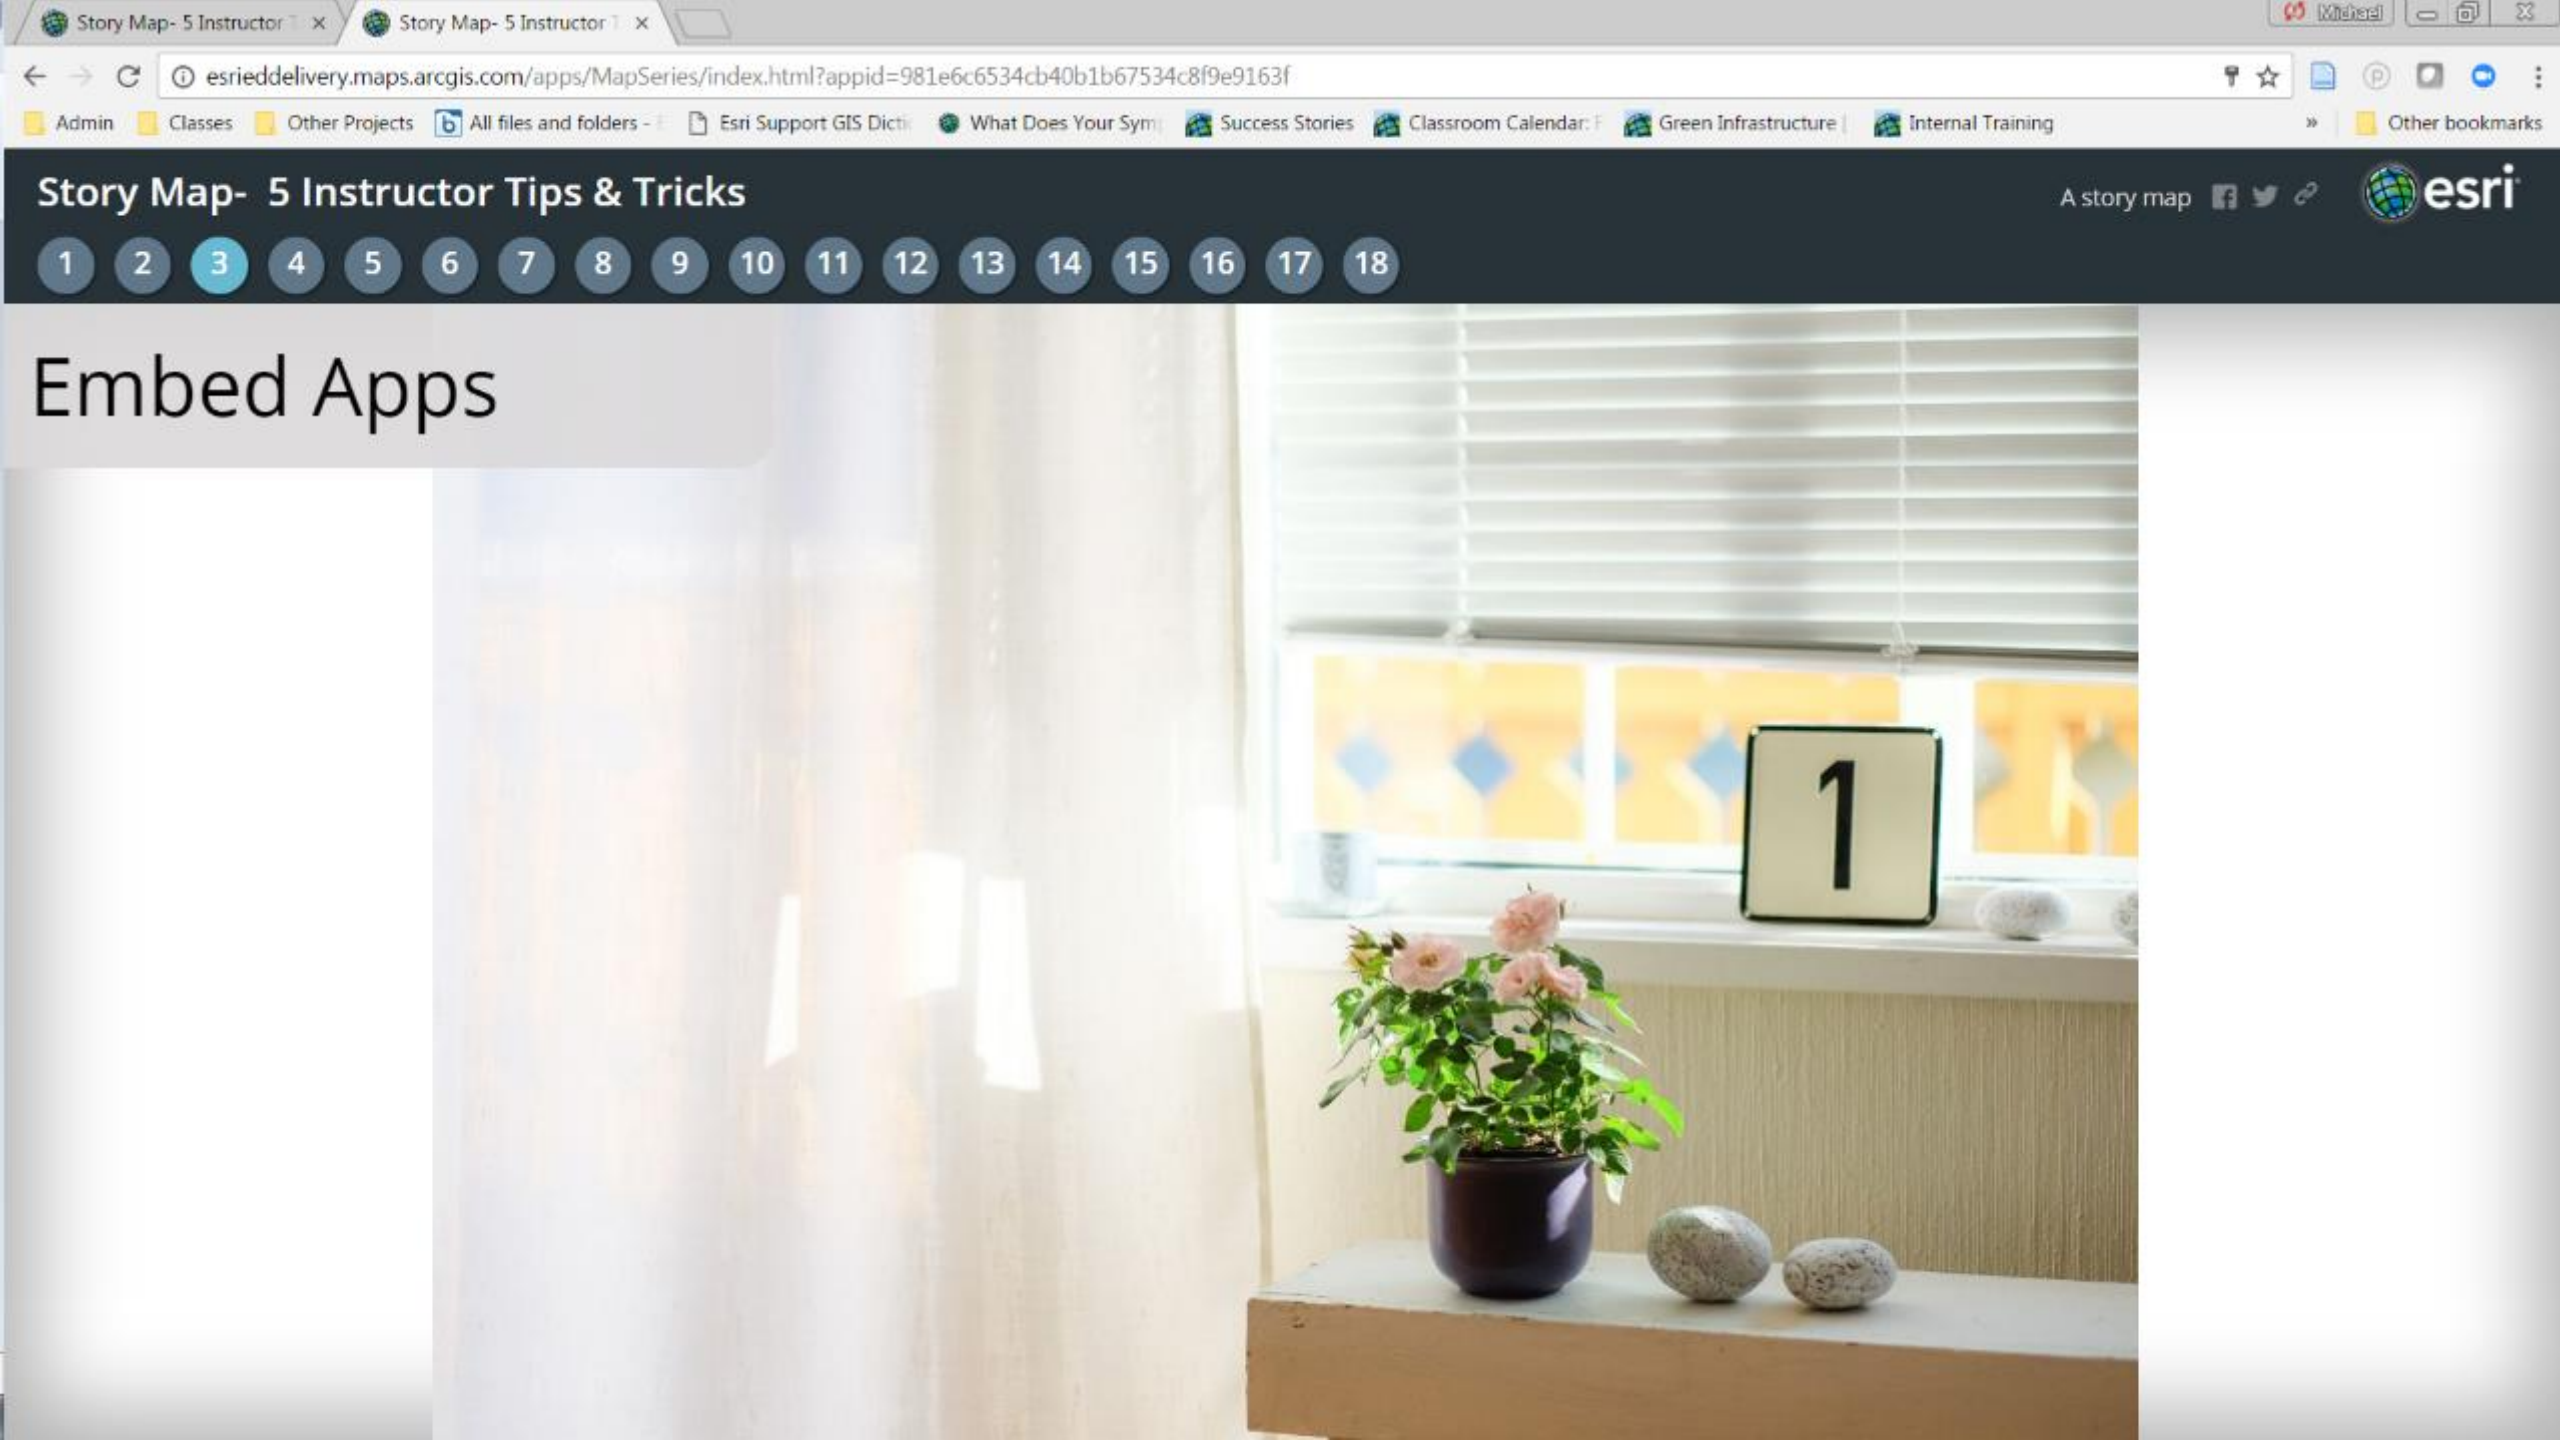 Story Map- 5 Instructor
Story Map- 5 Instructor
Michael
esrieddelivery.maps.arcgis.com/apps/MapSeries/index.html?appid=981e6c6534cb40b1b67534c8f9e9163f
Admin Classes Other Projects All files and folders - Esri Support GIS What Does Your Success Stories Classroom Calendar: Green Infrastructure | Internal Training » Other bookmarks
Story Map- 5 Instructor Tips & Tricks
A story map
esri
1 2 3 4 5 6 7 8 9 10 11 12 13 14 15 16 17 18
Embed Apps
1